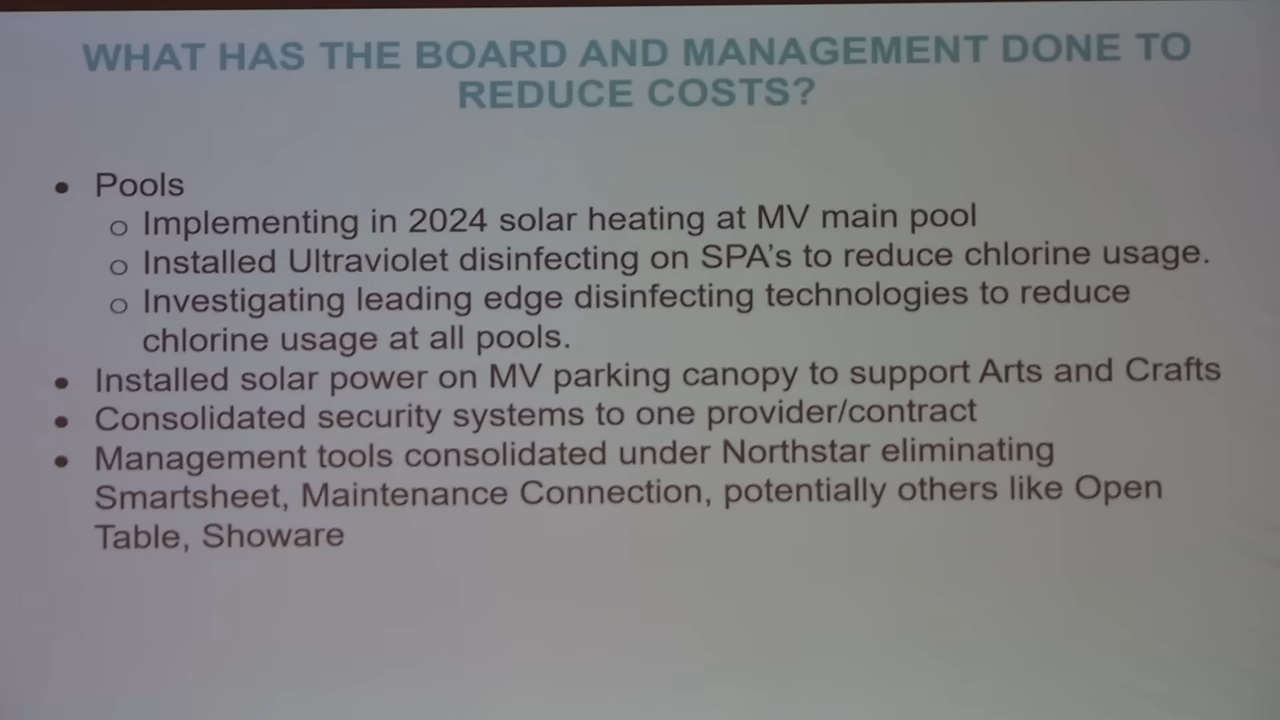 WHAT HAS THE BOARD AND MANAGEMENT DONE TO
REDUCE COSTS?
• Pools
o Implementing in 2024 solar heating at MV main pool
o Installed Ultraviolet disinfecting on SPA's to reduce chlorine usage.
o Investigating leading edge disinfecting technologies to reduce
chlorine usage at all pools.
• Installed solar power on MV parking canopy to support Arts and Crafts
• Consolidated security systems to one provider/contract
• Management tools consolidated under Northstar eliminating
Smartsheet, Maintenance Connection, potentially others like Open
Table, Showare